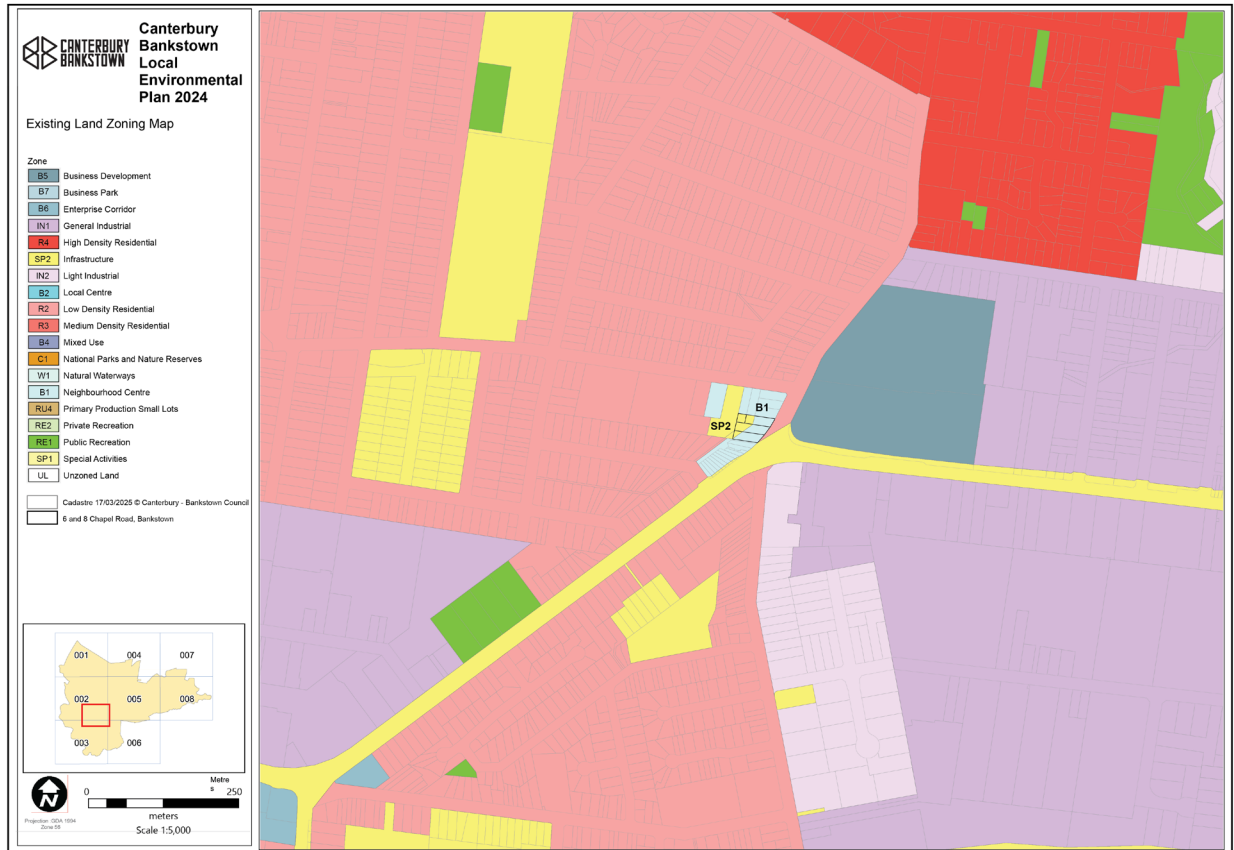 CANTERBURY
BANKSTOWN
Canterbury
Bankstown
Local
Environmental
Plan 2024
Existing Land Zoning Map
Zone
B5 Business Development
B7 Business Park
B6 Enterprise Corridor
IN1 General Industrial
R4 High Density Residential
SP2 Infrastructure
IN2 Light Industrial
B2 Local Centre
R2 Low Density Residential
R3 Medium Density Residential
B4 Mixed Use
C1 National Parks and Nature Reserves
W1 Natural Waterways
B1 Neighbourhood Centre
RU4 Primary Production Small Lots
RE2 Private Recreation
RE1 Public Recreation
SP1 Special Activities
UL Unzoned Land
Cadastre 17/03/2025 © Canterbury - Bankstown Council
6 and 8 Chapel Road, Bankstown
001 004 007
002 005 008
003 006
N
Projection: GDA 1994
Zone 56
Metre
s
0 250
meters
Scale 1:5,000
B1
SP2